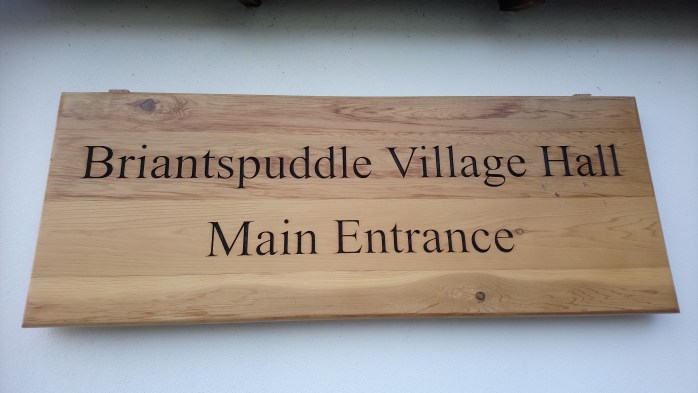 Briantspuddle Village Hall
Main Entrance